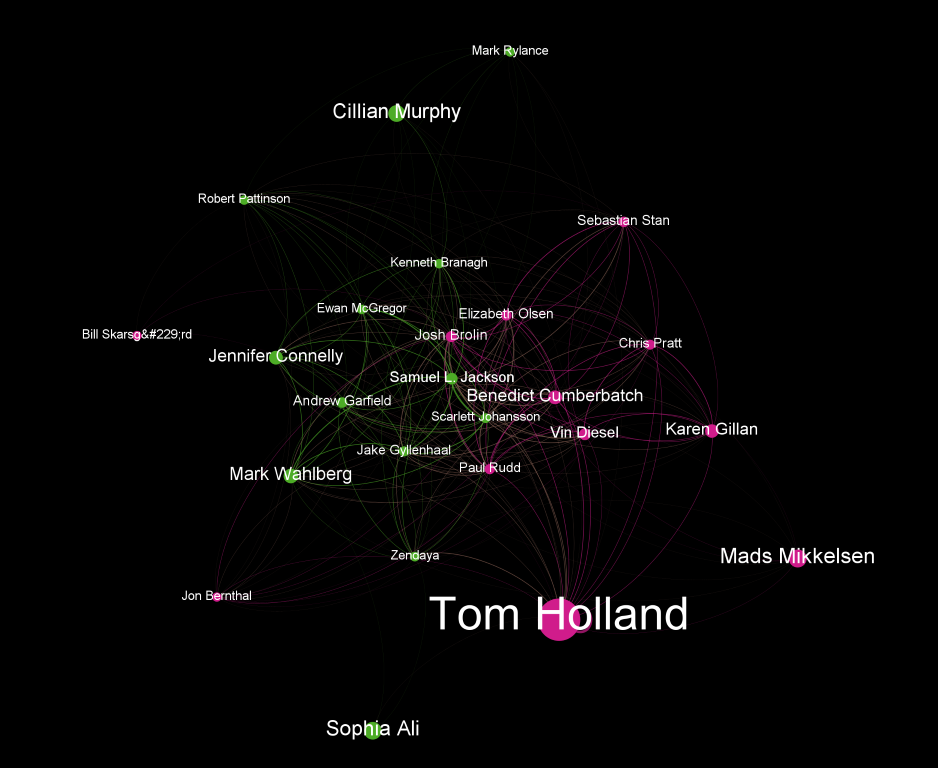 Mark Rylance
Cillian Murphy
Robert Pattinson
Sebastian Stan
Kenneth Branagh
Ewan McGregor
Elizabeth Olsen
Bill Skarsg&#229;rd
Josh Brolin
Chris Pratt
Jennifer Connelly
Samuel L. Jackson
Benedict Cumberbatch
Andrew Garfield
Scarlett Johansson
Vin Diesel
Karen Gillan
Jake Gyllenhaal
Paul Rudd
Mark Wahlberg
Zendaya
Mads Mikkelsen
Jon Bernthal
Tom Holland
Sophia Ali